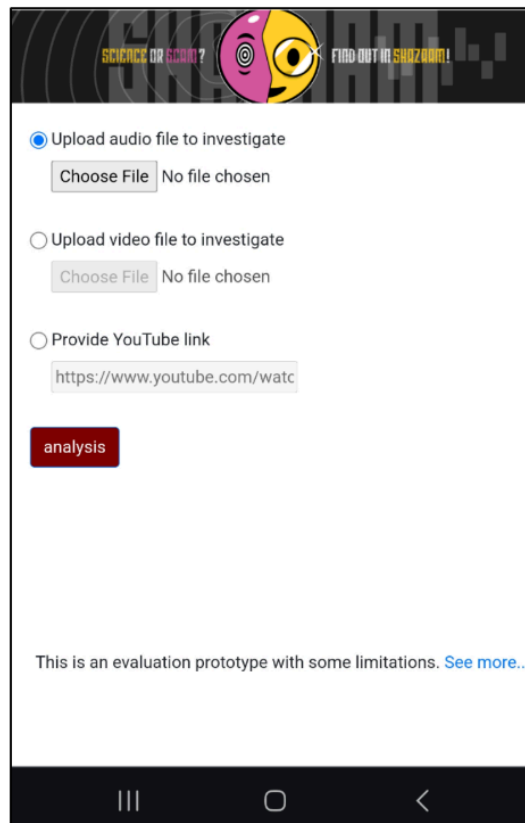 SCIENCE OR SCAM? FIND OUT IN SHAZAAM!
Upload audio file to investigate
Choose File No file chosen
Upload video file to investigate
Choose File No file chosen
Provide YouTube link
https://www.youtube.com/watc
analysis
This is an evaluation prototype with some limitations. See more..